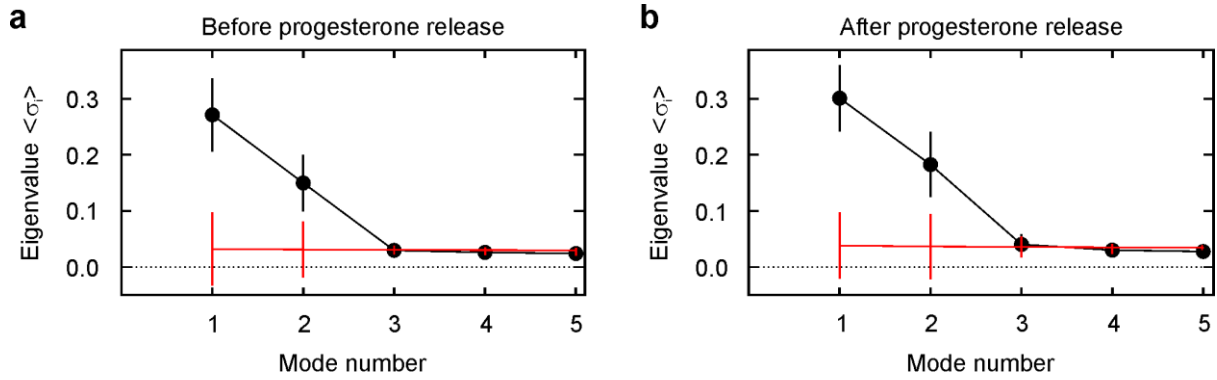 a
Before progesterone release
Eigenvalue <σᵢ>
0.3
0.2
0.1
0.0
1 2 3 4 5
Mode number
b
After progesterone release
Eigenvalue <σᵢ>
0.3
0.2
0.1
0.0
1 2 3 4 5
Mode number